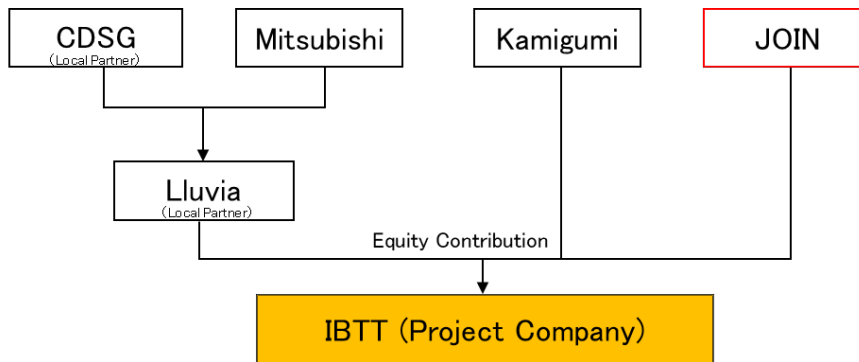 CDSG
(Local Partner)
Mitsubishi
Kamigumi
JOIN
Lluvia
(Local Partner)
Equity Contribution
IBTT (Project Company)